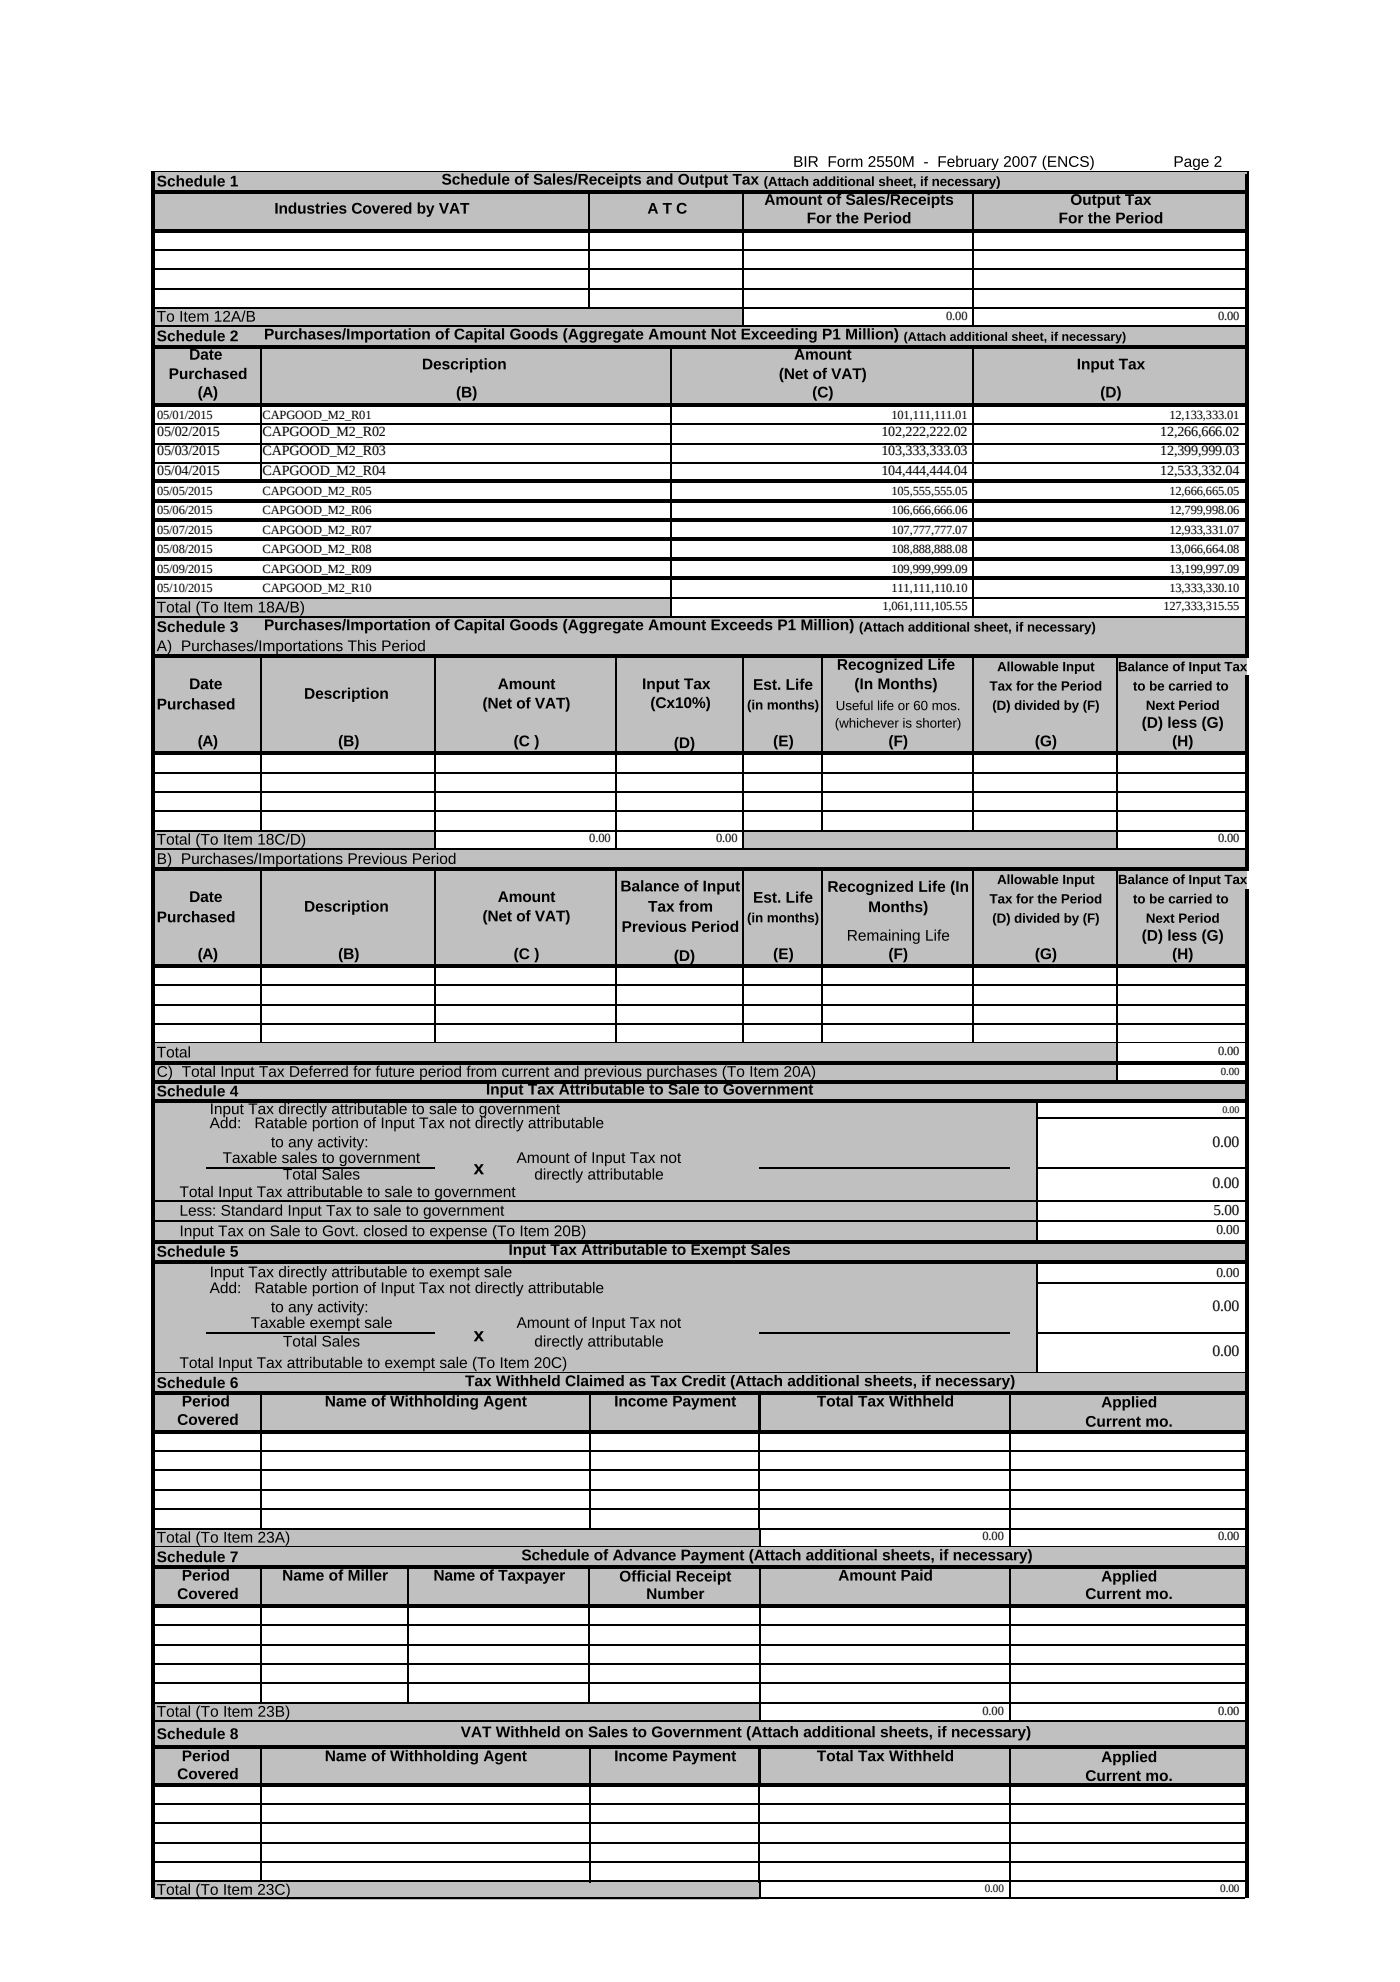 BIR Form 2550M - February 2007 (ENCS) Page 2
Schedule 1 Schedule of Sales/Receipts and Output Tax (Attach additional sheet, if necessary)
Industries Covered by VAT A T C Amount of Sales/Receipts For the Period Output Tax For the Period
To Item 12A/B 0.00 0.00
Schedule 2 Purchases/Importation of Capital Goods (Aggregate Amount Not Exceeding P1 Million) (Attach additional sheet, if necessary)
Date Purchased (A) Description (B) Amount (Net of VAT) (C) Input Tax (D)
05/01/2015 CAPGOOD_M2_R01 101,111,111.01 12,133,333.01
05/02/2015 CAPGOOD_M2_R02 102,222,222.02 12,266,666.02
05/03/2015 CAPGOOD_M2_R03 103,333,333.03 12,399,999.03
05/04/2015 CAPGOOD_M2_R04 104,444,444.04 12,533,332.04
05/05/2015 CAPGOOD_M2_R05 105,555,555.05 12,666,665.05
05/06/2015 CAPGOOD_M2_R06 106,666,666.06 12,799,998.06
05/07/2015 CAPGOOD_M2_R07 107,777,777.07 12,933,331.07
05/08/2015 CAPGOOD_M2_R08 108,888,888.08 13,066,664.08
05/09/2015 CAPGOOD_M2_R09 109,999,999.09 13,199,997.09
05/10/2015 CAPGOOD_M2_R10 111,111,110.10 13,333,330.10
Total (To Item 18A/B) 1,061,111,105.55 127,333,315.55
Schedule 3 Purchases/Importation of Capital Goods (Aggregate Amount Exceeds P1 Million) (Attach additional sheet, if necessary)
A) Purchases/Importations This Period
Date Purchased (A) Description (B) Amount (Net of VAT) (C ) Input Tax (Cx10%) (D) Est. Life (in months) (E) Recognized Life (In Months) Useful life or 60 mos. (whichever is shorter) (F) Allowable Input Tax for the Period (D) divided by (F) (G) Balance of Input Tax to be carried to Next Period (D) less (G) (H)
Total (To Item 18C/D) 0.00 0.00 0.00
B) Purchases/Importations Previous Period
Date Purchased (A) Description (B) Amount (Net of VAT) (C ) Balance of Input Tax from Previous Period (D) Est. Life (in months) (E) Recognized Life (In Months) Remaining Life (F) Allowable Input Tax for the Period (D) divided by (F) (G) Balance of Input Tax to be carried to Next Period (D) less (G) (H)
Total 0.00
C) Total Input Tax Deferred for future period from current and previous purchases (To Item 20A) 0.00
Schedule 4 Input Tax Attributable to Sale to Government
Input Tax directly attributable to sale to government 0.00
Add: Ratable portion of Input Tax not directly attributable
to any activity: 0.00
Taxable sales to government x Amount of Input Tax not
Total Sales directly attributable
Total Input Tax attributable to sale to government 0.00
Less: Standard Input Tax to sale to government 5.00
Input Tax on Sale to Govt. closed to expense (To Item 20B) 0.00
Schedule 5 Input Tax Attributable to Exempt Sales
Input Tax directly attributable to exempt sale 0.00
Add: Ratable portion of Input Tax not directly attributable
to any activity: 0.00
Taxable exempt sale x Amount of Input Tax not
Total Sales directly attributable
Total Input Tax attributable to exempt sale (To Item 20C) 0.00
Schedule 6 Tax Withheld Claimed as Tax Credit (Attach additional sheets, if necessary)
Period Covered Name of Withholding Agent Income Payment Total Tax Withheld Applied Current mo.
Total (To Item 23A) 0.00 0.00
Schedule 7 Schedule of Advance Payment (Attach additional sheets, if necessary)
Period Covered Name of Miller Name of Taxpayer Official Receipt Number Amount Paid Applied Current mo.
Total (To Item 23B) 0.00 0.00
Schedule 8 VAT Withheld on Sales to Government (Attach additional sheets, if necessary)
Period Covered Name of Withholding Agent Income Payment Total Tax Withheld Applied Current mo.
Total (To Item 23C) 0.00 0.00